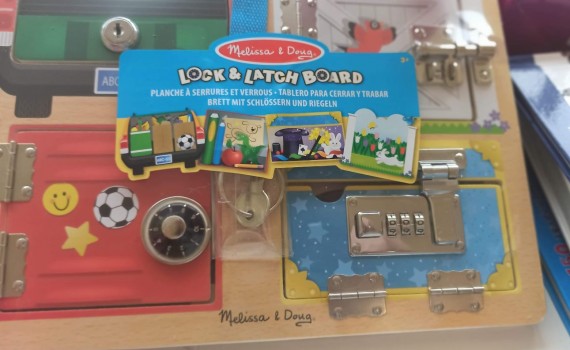 Melissa & Doug.
LOCK & LATCH BOARD
3+
PLANCHE À SERRURES ET VERROUS • TABLERO PARA CERRAR Y TRABAR
BRETT MIT SCHLÖSSERN UND RIEGELN
ABC
Melissa & Doug.